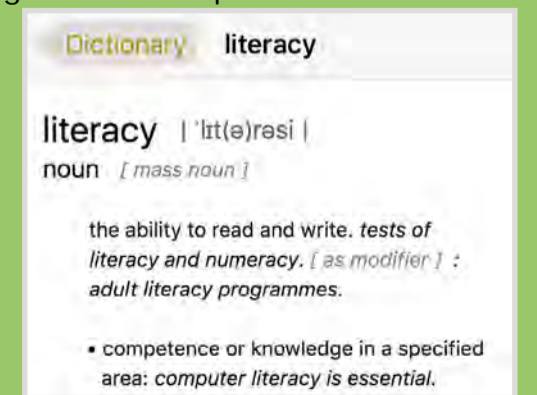 Dictionary literacy
literacy | ˈlɪt(ə)rəsi |
noun [ mass noun ]
the ability to read and write. tests of
literacy and numeracy. [ as modifier ] :
adult literacy programmes.
• competence or knowledge in a specified
area: computer literacy is essential.